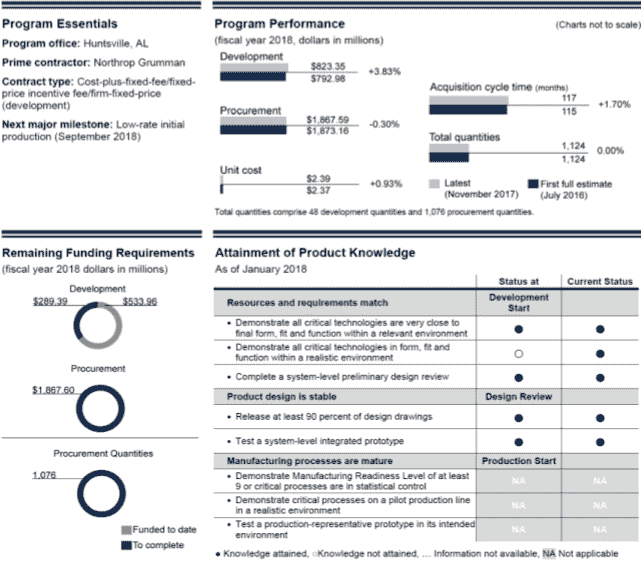 Program Essentials
Program office: Huntsville, AL
Prime contractor: Northrop Grumman
Contract type: Cost-plus-fixed-fee/fixed-
price incentive fee/firm-fixed-price
(development)
Next major milestone: Low-rate initial
production (September 2018)
Program Performance
(Charts not to scale)
(fiscal year 2018, dollars in millions)
Development
$823.35
$792.98
+3.83%
Procurement
$1,867.59
$1,873.16
-0.30%
Unit cost
$2.39
$2.37
+0.93%
Acquisition cycle time (months)
117
115
+1.70%
Total quantities
1,124
1,124
0.00%
Latest
(November 2017)
First full estimate
(July 2016)
Total quantities comprise 48 development quantities and 1,076 procurement quantities.
Remaining Funding Requirements
(fiscal year 2018 dollars in millions)
Development
$289.39
$533.96
Procurement
$1,867.60
Procurement Quantities
1,076
Funded to date
To complete
Attainment of Product Knowledge
As of January 2018
Status at
Current Status
Resources and requirements match
Development
Start
• Demonstrate all critical technologies are very close to
final form, fit and function within a relevant environment
• Demonstrate all critical technologies in form, fit and
function within a realistic environment
• Complete a system-level preliminary design review
Product design is stable
Design Review
• Release at least 90 percent of design drawings
• Test a system-level integrated prototype
Manufacturing processes are mature
Production Start
• Demonstrate Manufacturing Readiness Level of at least
9 or critical processes are in statistical control
NA NA
• Demonstrate critical processes on a pilot production line
in a realistic environment
NA NA
• Test a production-representative prototype in its intended
environment
NA NA
● Knowledge attained, ○Knowledge not attained, ... Information not available, NA Not applicable